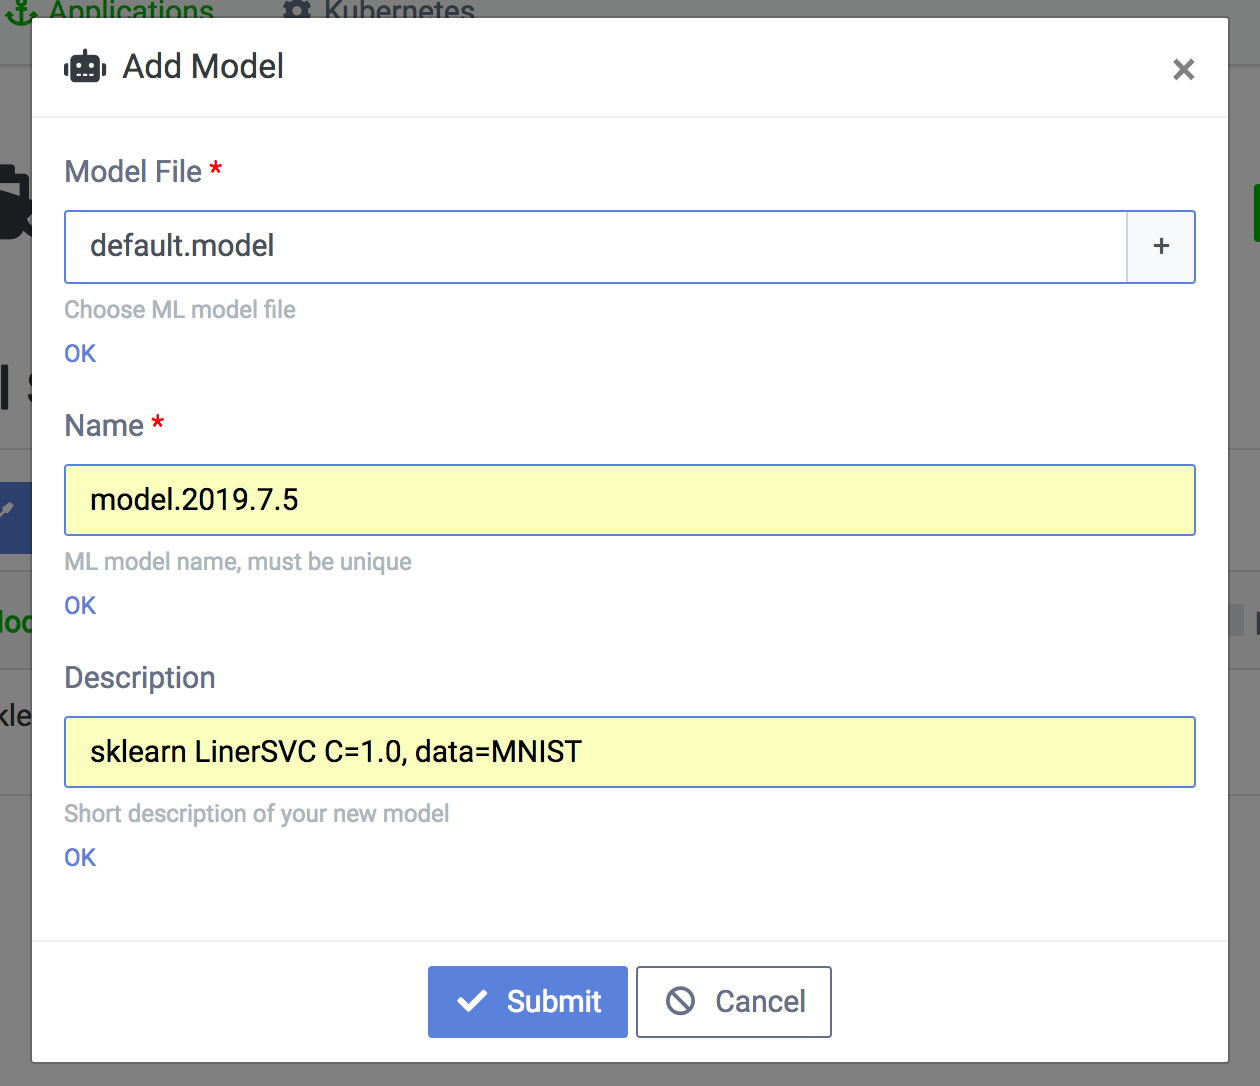 Applications Kubernetes
Add Model
Model File *
default.model
+
Choose ML model file
OK
Name *
model.2019.7.5
ML model name, must be unique
OK
Description
sklearn LinerSVC C=1.0, data=MNIST
Short description of your new model
OK
Submit Cancel